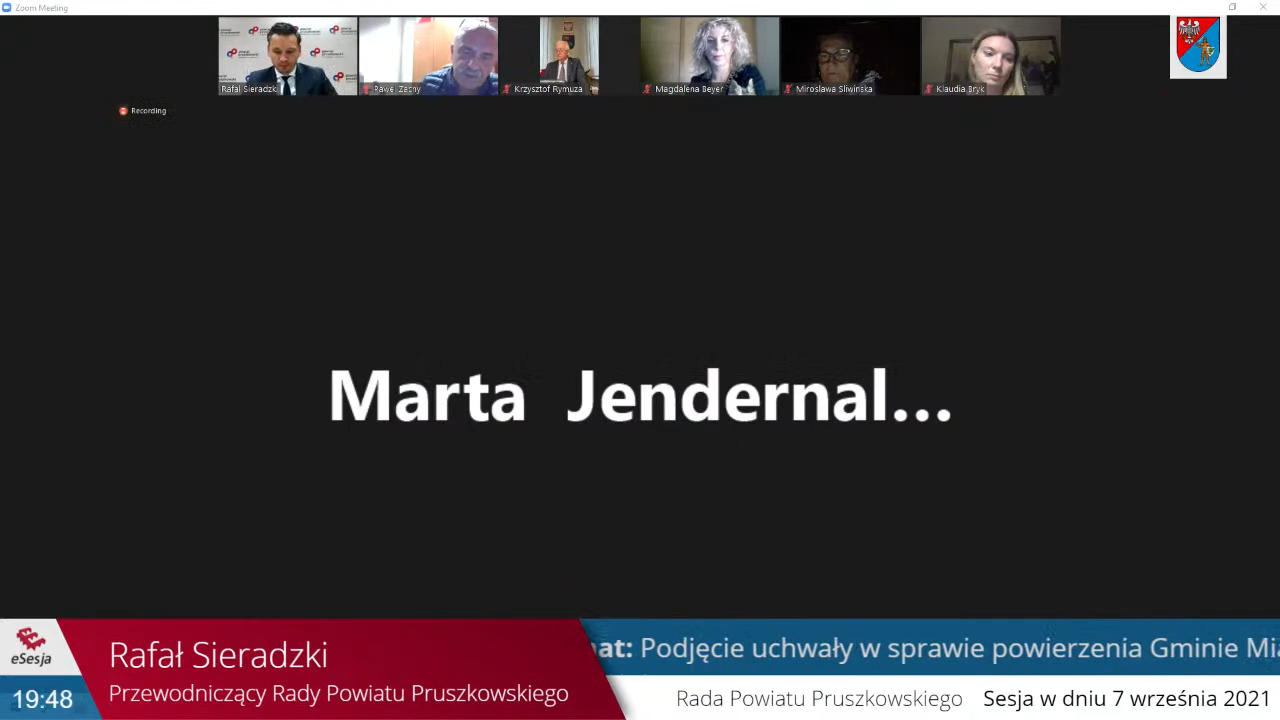 Zoom Meeting
Rafał Sieradzki
Paweł Zacny
Krzysztof Rymuza
Magdalena Beyer
Mirosława Śliwińska
Klaudia Bryk
Recording
Marta Jendernal...
eSesja
Rafał Sieradzki
Przewodniczący Rady Powiatu Pruszkowskiego
at: Podjęcie uchwały w sprawie powierzenia Gminie Mia
19:48
Rada Powiatu Pruszkowskiego Sesja w dniu 7 września 2021